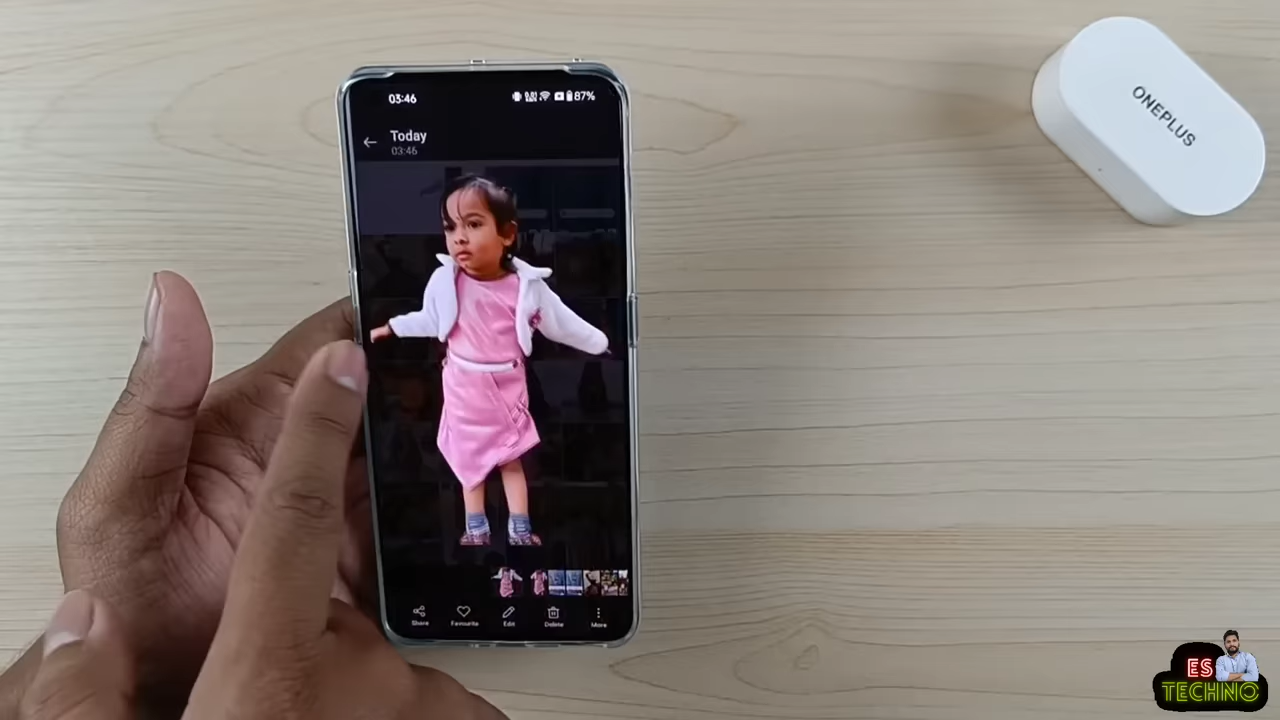 03:46
87%
Today
03:46
Share
Favourite
Edit
Delete
More
ONEPLUS
ES
TECHNO